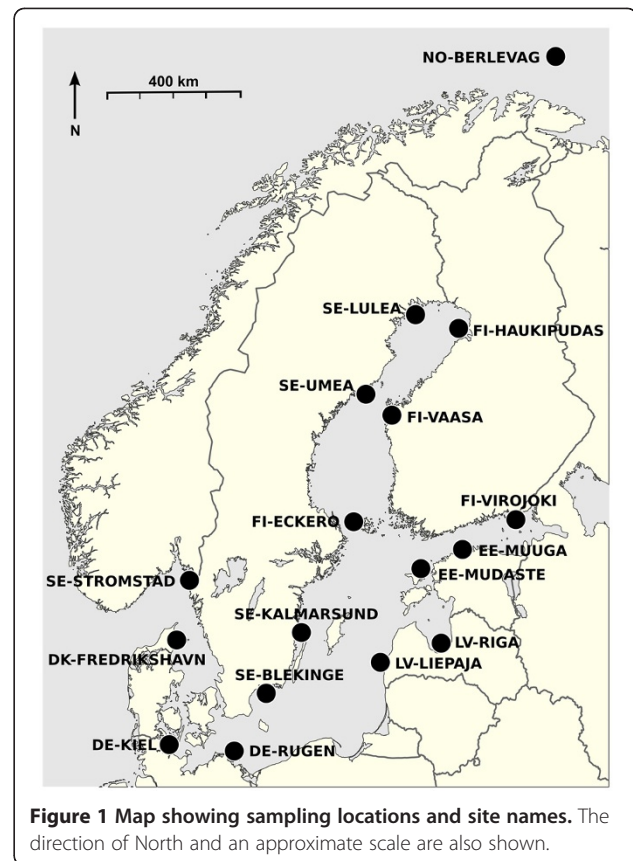 NO-BERLEVAG
400 km
N
SE-LULEA
FI-HAUKIPUDAS
SE-UMEA
FI-VAASA
FI-VIROJOKI
FI-ECKERO
EE-MUUGA
EE-MUDASTE
SE-STROMSTAD
SE-KALMARSUND
LV-RIGA
DK-FREDRIKSHAVN
LV-LIEPAJA
SE-BLEKINGE
DE-KIEL
DE-RUGEN
Figure 1 Map showing sampling locations and site names. The
direction of North and an approximate scale are also shown.